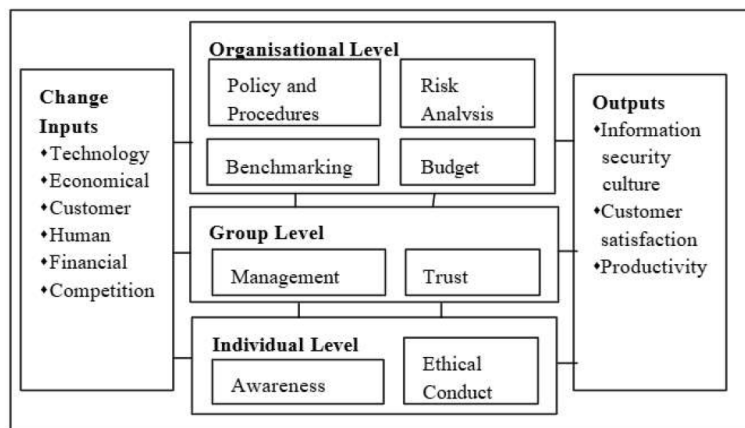 Change
Inputs
♦Technology
♦Economical
♦Customer
♦Human
♦Financial
♦Competition
Organisational Level
Policy and
Procedures
Risk
Analysis
Benchmarking
Budget
Group Level
Management
Trust
Individual Level
Awareness
Ethical
Conduct
Outputs
♦Information
security
culture
♦Customer
satisfaction
♦Productivity